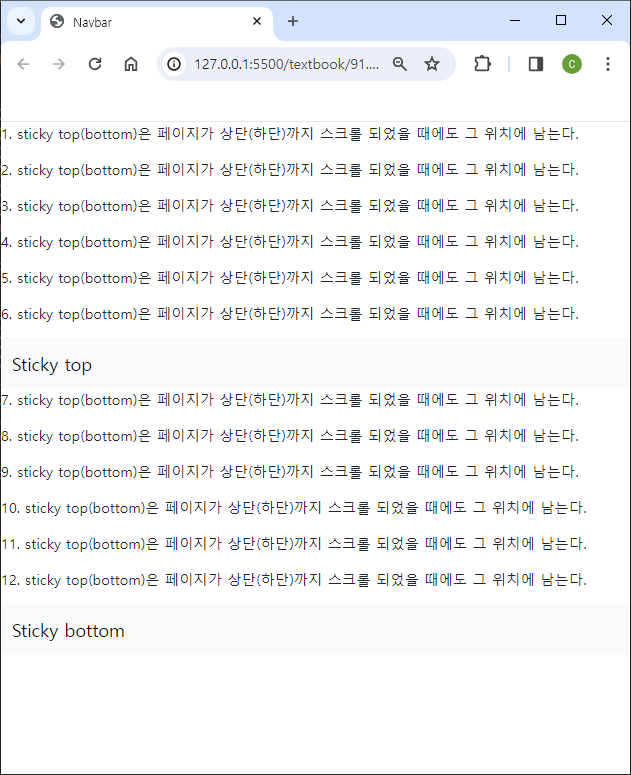 Navbar
127.0.0.1:5500/textbook/91....
C
1. sticky top(bottom)은 페이지가 상단(하단)까지 스크롤 되었을 때에도 그 위치에 남는다.
2. sticky top(bottom)은 페이지가 상단(하단)까지 스크롤 되었을 때에도 그 위치에 남는다.
3. sticky top(bottom)은 페이지가 상단(하단)까지 스크롤 되었을 때에도 그 위치에 남는다.
4. sticky top(bottom)은 페이지가 상단(하단)까지 스크롤 되었을 때에도 그 위치에 남는다.
5. sticky top(bottom)은 페이지가 상단(하단)까지 스크롤 되었을 때에도 그 위치에 남는다.
6. sticky top(bottom)은 페이지가 상단(하단)까지 스크롤 되었을 때에도 그 위치에 남는다.
Sticky top
7. sticky top(bottom)은 페이지가 상단(하단)까지 스크롤 되었을 때에도 그 위치에 남는다.
8. sticky top(bottom)은 페이지가 상단(하단)까지 스크롤 되었을 때에도 그 위치에 남는다.
9. sticky top(bottom)은 페이지가 상단(하단)까지 스크롤 되었을 때에도 그 위치에 남는다.
10. sticky top(bottom)은 페이지가 상단(하단)까지 스크롤 되었을 때에도 그 위치에 남는다.
11. sticky top(bottom)은 페이지가 상단(하단)까지 스크롤 되었을 때에도 그 위치에 남는다.
12. sticky top(bottom)은 페이지가 상단(하단)까지 스크롤 되었을 때에도 그 위치에 남는다.
Sticky bottom